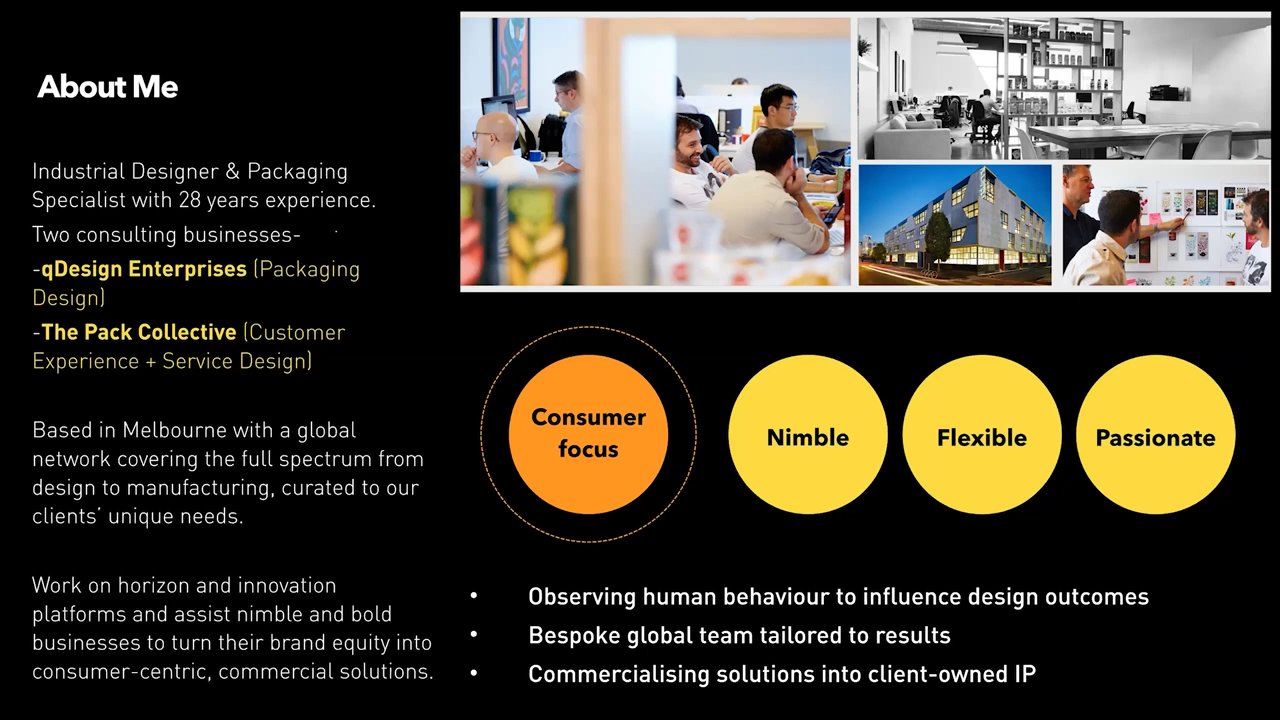 About Me
Industrial Designer & Packaging
Specialist with 28 years experience.
Two consulting businesses-
-qDesign Enterprises (Packaging
Design)
-The Pack Collective (Customer
Experience + Service Design)
Based in Melbourne with a global
network covering the full spectrum from
design to manufacturing, curated to our
clients’ unique needs.
Work on horizon and innovation
platforms and assist nimble and bold
businesses to turn their brand equity into
consumer-centric, commercial solutions.
Consumer
focus
Nimble
Flexible
Passionate
• Observing human behaviour to influence design outcomes
• Bespoke global team tailored to results
• Commercialising solutions into client-owned IP